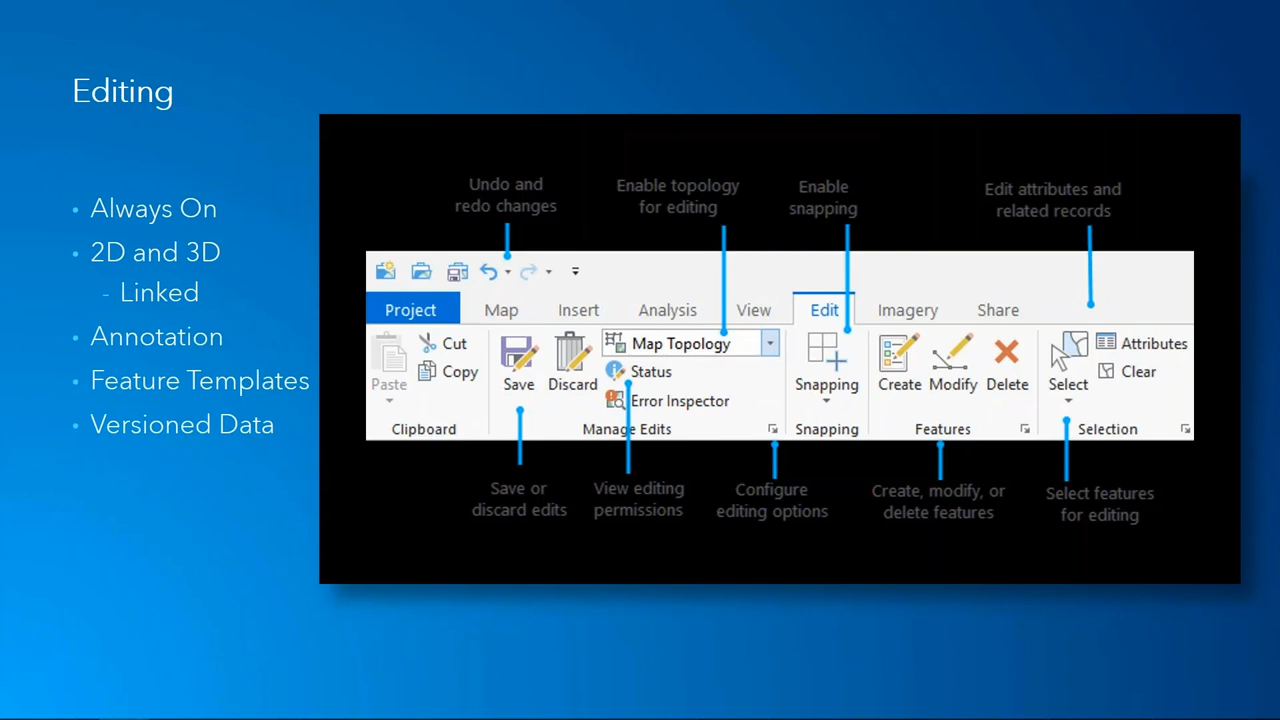 Editing
• Always On
• 2D and 3D
- Linked
• Annotation
• Feature Templates
• Versioned Data
Undo and
redo changes
Enable topology
for editing
Enable
snapping
Edit attributes and
related records
Project Map Insert Analysis View Edit Imagery Share
Paste
Cut
Copy
Clipboard
Save
Discard
Map Topology
Status
Error Inspector
Manage Edits
Snapping
Snapping
Create
Modify
Delete
Features
Select
Attributes
Clear
Selection
Save or
discard edits
View editing
permissions
Configure
editing options
Create, modify, or
delete features
Select features
for editing